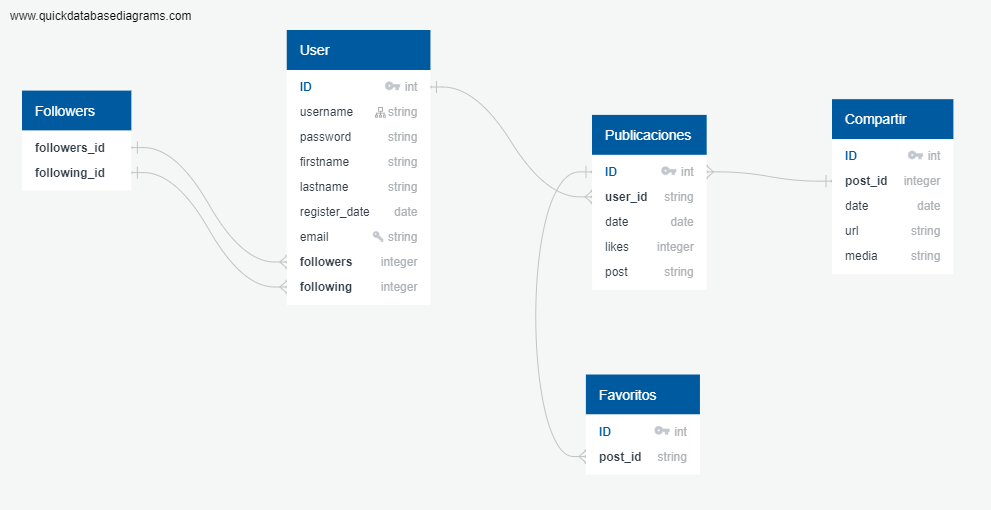 www.quickdatabasediagrams.com
Followers
followers_id
following_id
User
ID int
username string
password string
firstname string
lastname string
register_date date
email string
followers integer
following integer
Publicaciones
ID int
user_id string
date date
likes integer
post string
Compartir
ID int
post_id integer
date date
url string
media string
Favoritos
ID int
post_id string